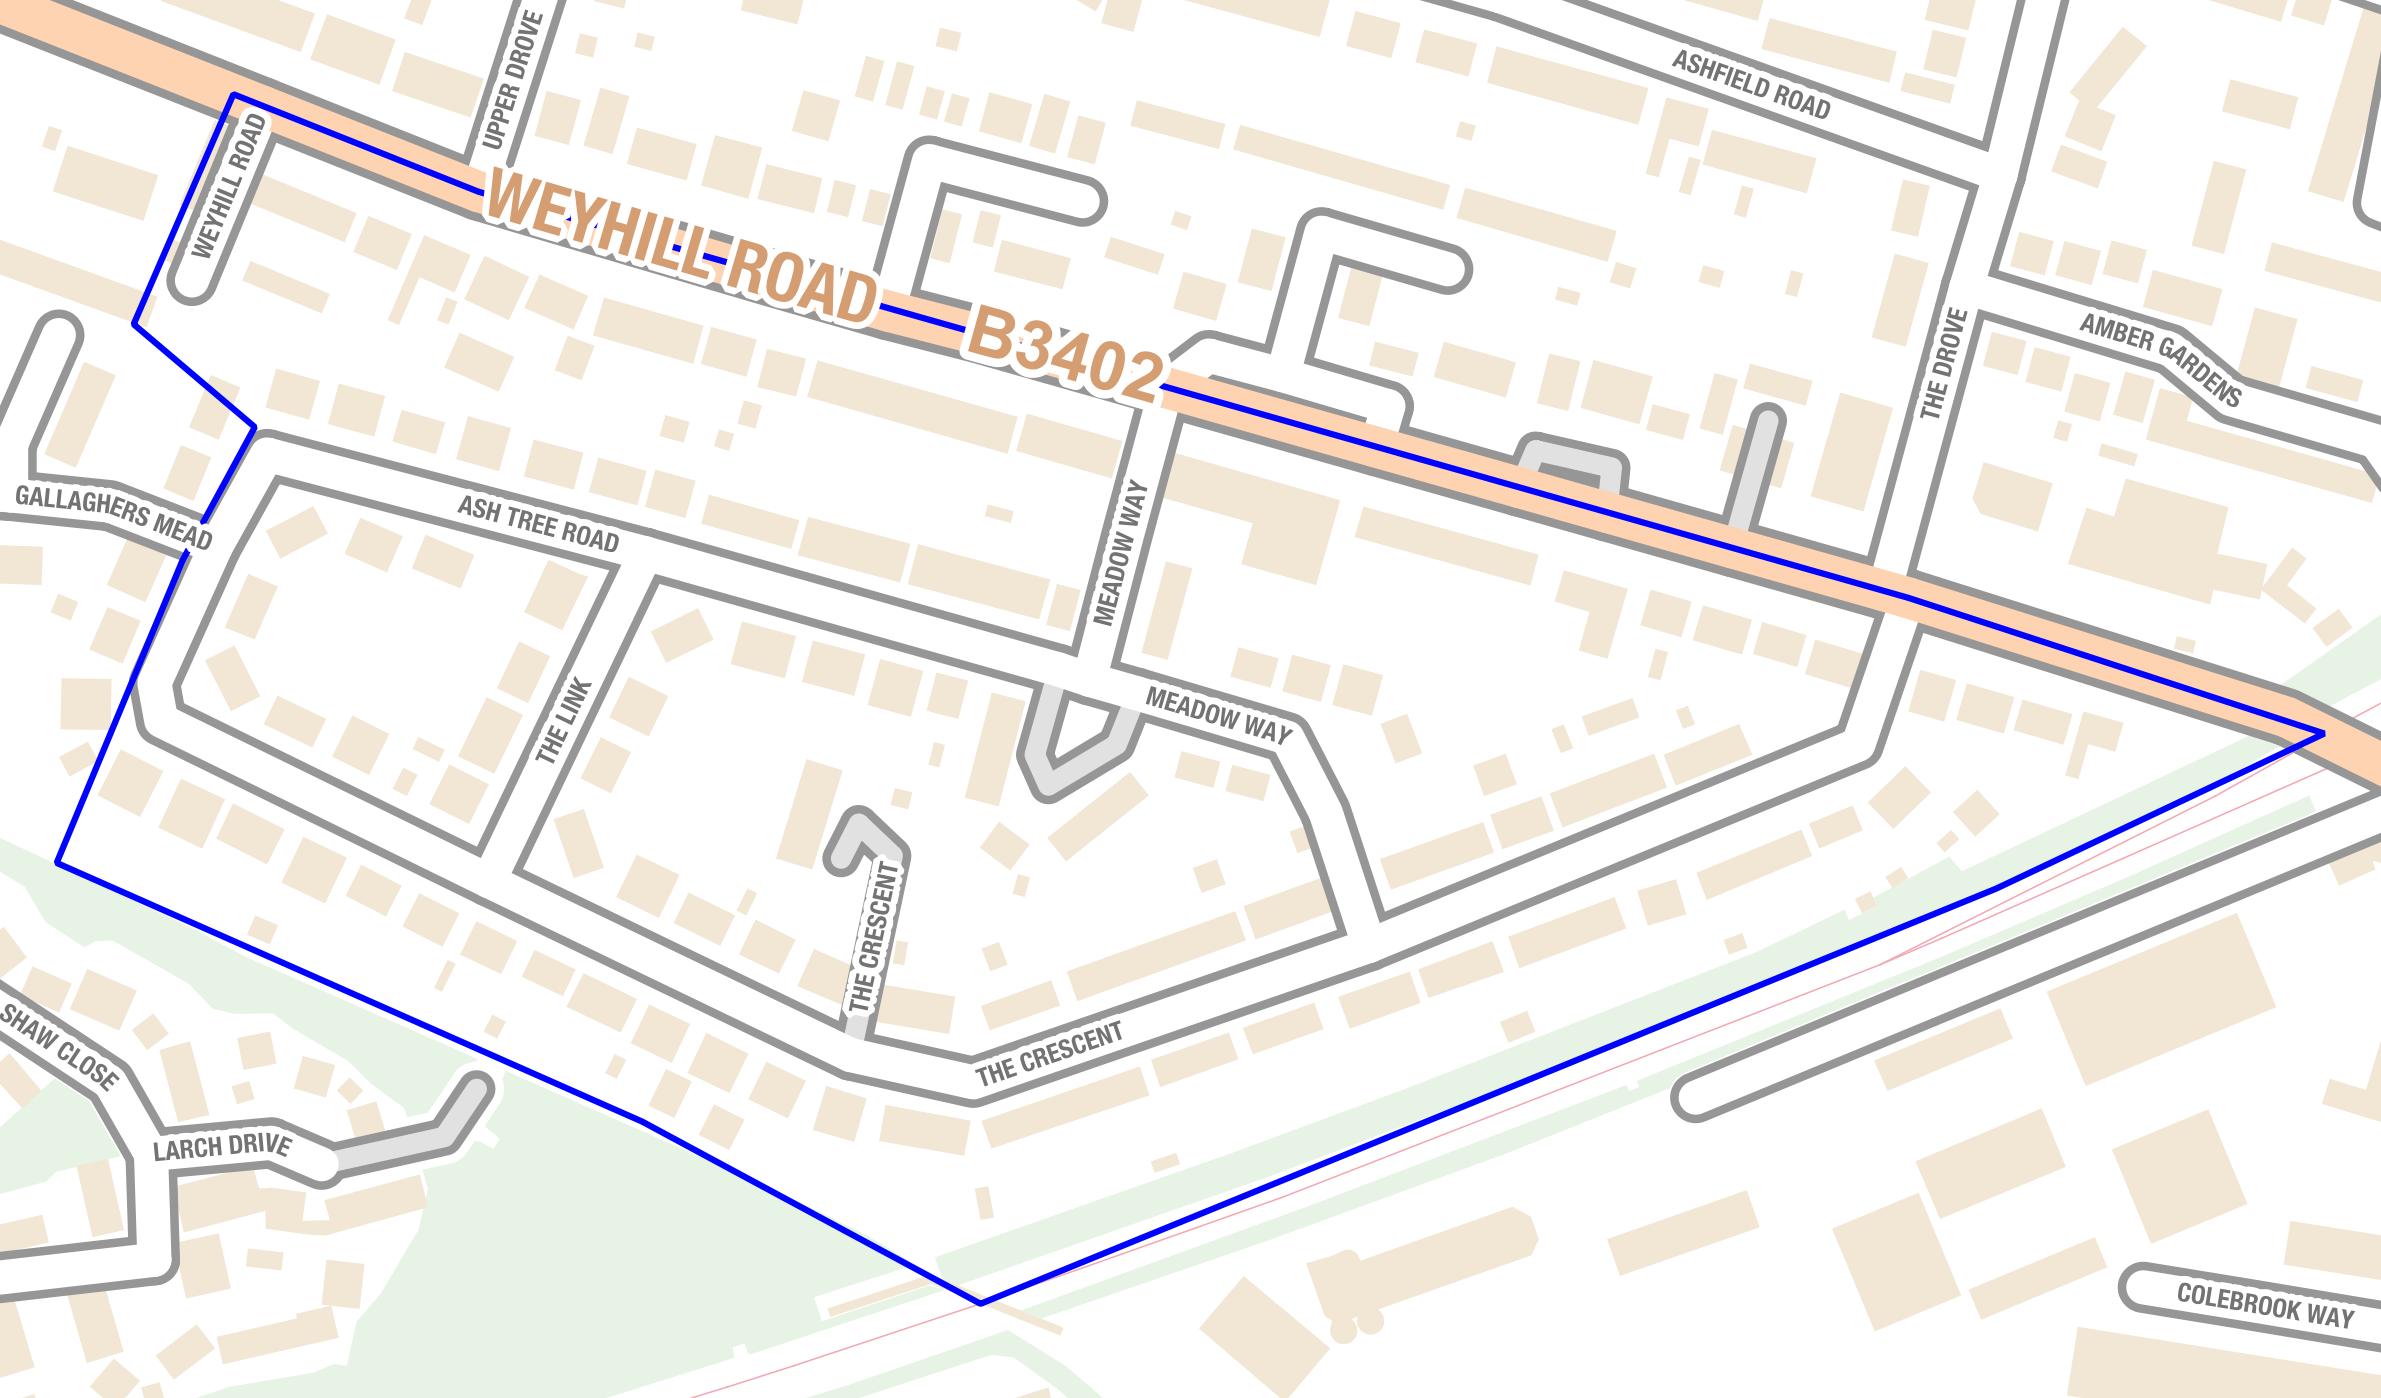 UPPER DROVE
ASHFIELD ROAD
WEYHILL ROAD
WEYHILL ROAD
B3402
THE DROVE
AMBER GARDENS
GALLAGHERS MEAD
ASH TREE ROAD
MEADOW WAY
THE LINK
MEADOW WAY
THE CRESCENT
THE CRESCENT
SHAW CLOSE
LARCH DRIVE
COLEBROOK WAY